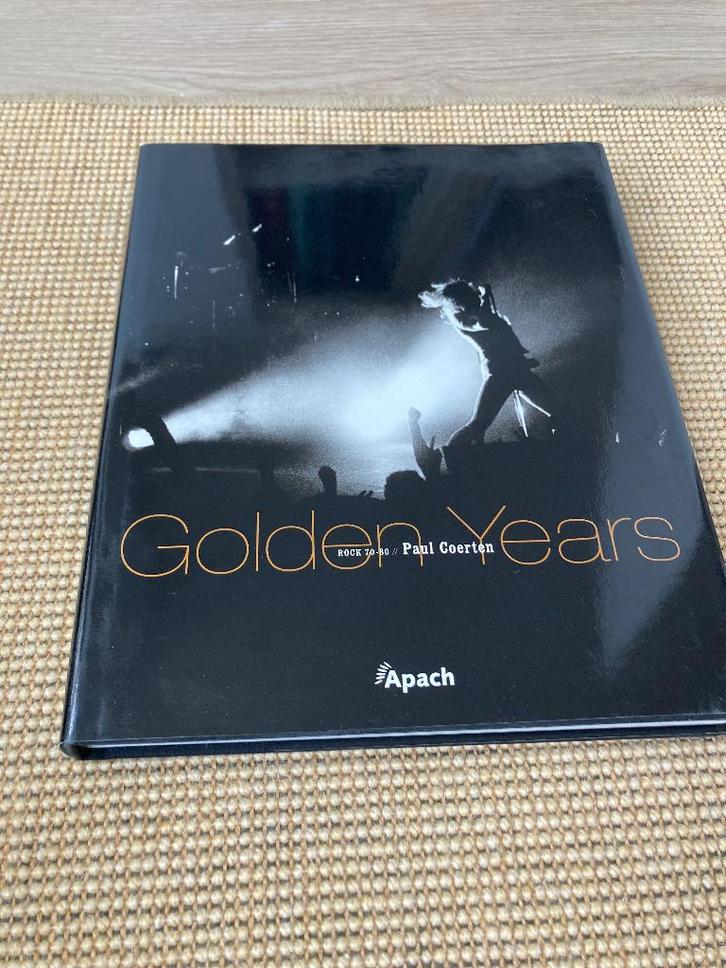 Golden Years
ROCK 70-80 // Paul Coerten
Apach